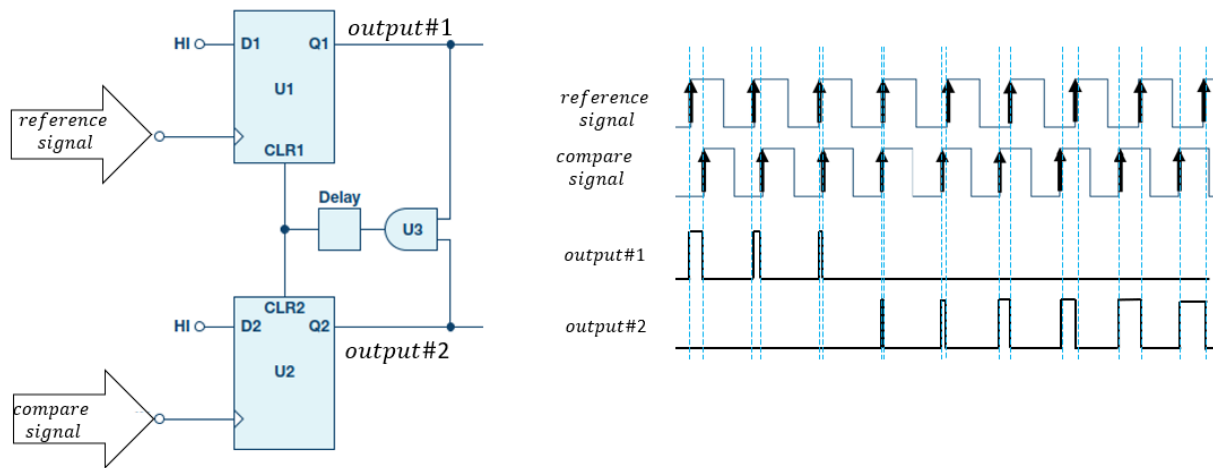 output#1
HI D1 Q1
U1
CLR1
reference
signal
Delay
U3
CLR2
HI D2 Q2
output#2
U2
compare
signal
reference
signal
compare
signal
output#1
output#2